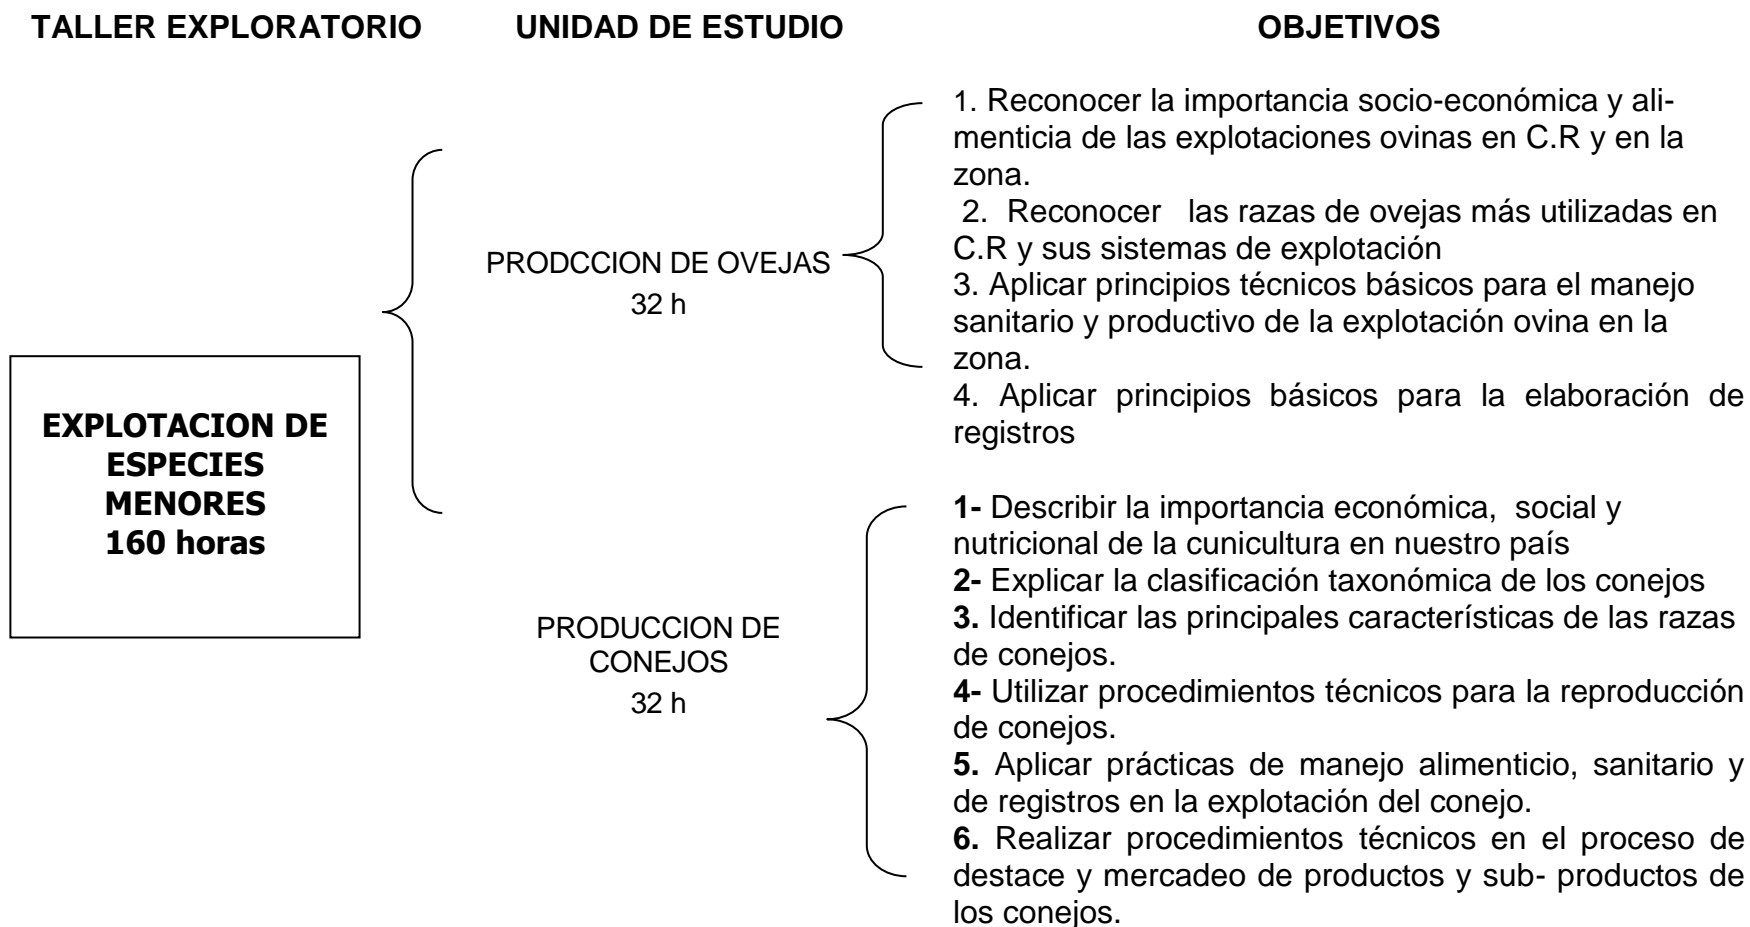 TALLER EXPLORATORIO
UNIDAD DE ESTUDIO
OBJETIVOS
EXPLOTACION DE
ESPECIES
MENORES
160 horas
PRODCCION DE OVEJAS
32 h
1. Reconocer la importancia socio-económica y ali-
menticia de las explotaciones ovinas en C.R y en la
zona.
2. Reconocer las razas de ovejas más utilizadas en
C.R y sus sistemas de explotación
3. Aplicar principios técnicos básicos para el manejo
sanitario y productivo de la explotación ovina en la
zona.
4. Aplicar principios básicos para la elaboración de
registros
PRODUCCION DE
CONEJOS
32 h
1- Describir la importancia económica, social y
nutricional de la cunicultura en nuestro país
2- Explicar la clasificación taxonómica de los conejos
3. Identificar las principales características de las razas
de conejos.
4- Utilizar procedimientos técnicos para la reproducción
de conejos.
5. Aplicar prácticas de manejo alimenticio, sanitario y
de registros en la explotación del conejo.
6. Realizar procedimientos técnicos en el proceso de
destace y mercadeo de productos y sub- productos de
los conejos.